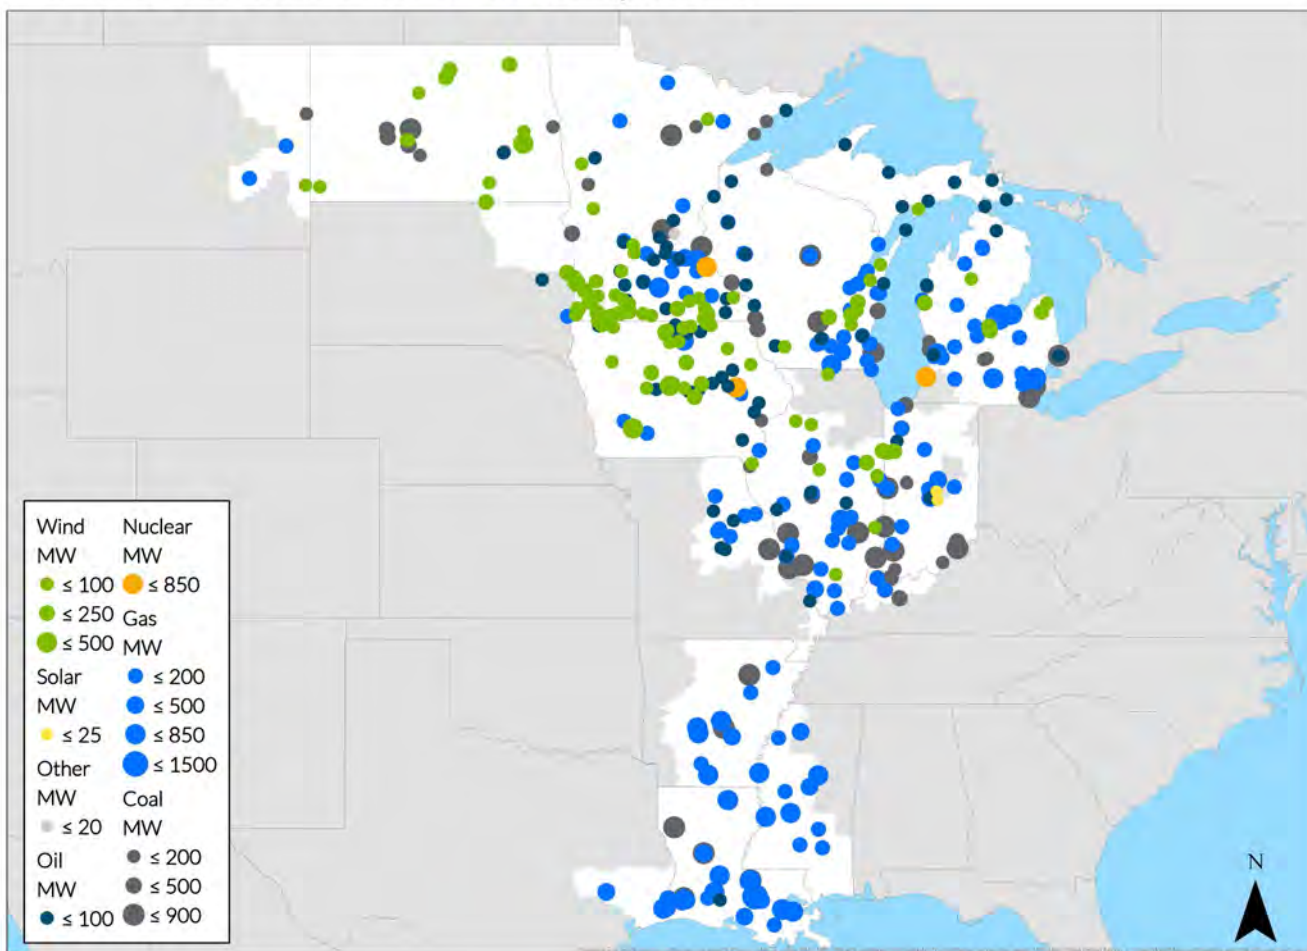 Wind
MW
≤ 100
≤ 250
≤ 500
Solar
MW
≤ 25
Other
MW
≤ 20
Oil
MW
≤ 100
Nuclear
MW
≤ 850
Gas
MW
≤ 200
≤ 500
≤ 850
≤ 1500
Coal
MW
≤ 200
≤ 500
≤ 900
N